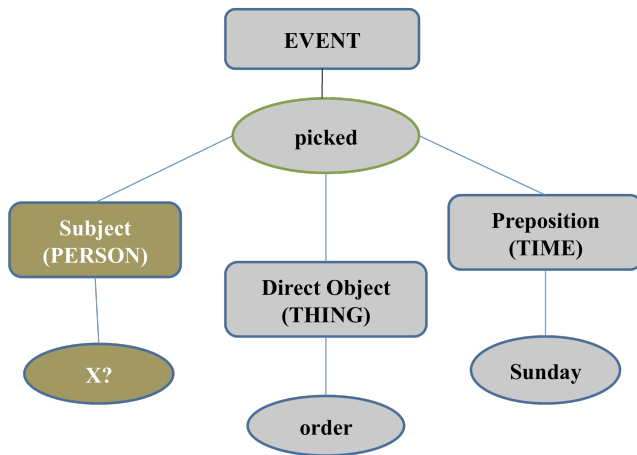 EVENT
picked
Subject
(PERSON)
Preposition
(TIME)
Direct Object
(THING)
X?
Sunday
order